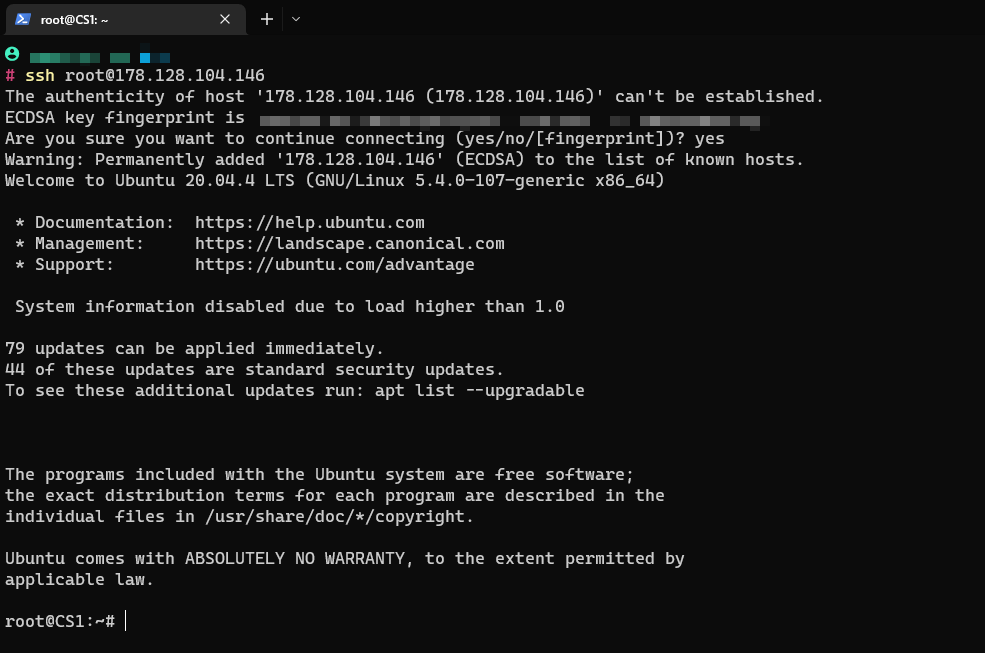 root@CS1: ~
# ssh root@178.128.104.146
The authenticity of host '178.128.104.146 (178.128.104.146)' can't be established.
ECDSA key fingerprint is
Are you sure you want to continue connecting (yes/no/[fingerprint])? yes
Warning: Permanently added '178.128.104.146' (ECDSA) to the list of known hosts.
Welcome to Ubuntu 20.04.4 LTS (GNU/Linux 5.4.0-107-generic x86_64)
* Documentation:  https://help.ubuntu.com
* Management:     https://landscape.canonical.com
* Support:        https://ubuntu.com/advantage
System information disabled due to load higher than 1.0
79 updates can be applied immediately.
44 of these updates are standard security updates.
To see these additional updates run: apt list --upgradable
The programs included with the Ubuntu system are free software;
the exact distribution terms for each program are described in the
individual files in /usr/share/doc/*/copyright.
Ubuntu comes with ABSOLUTELY NO WARRANTY, to the extent permitted by
applicable law.
root@CS1:~#